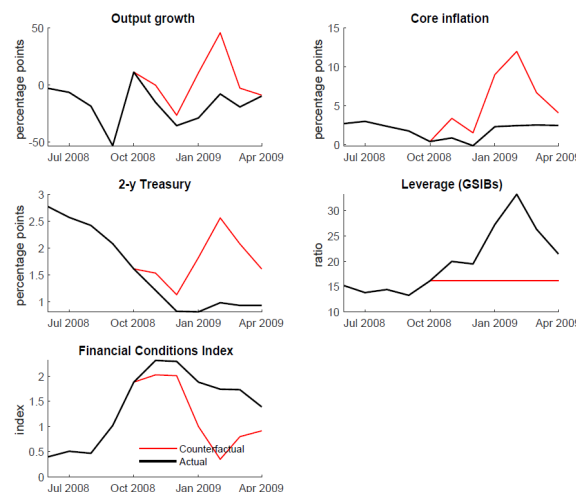 Output growth
percentage points
50
0
-50
Jul 2008 Oct 2008 Jan 2009 Apr 2009
Core inflation
percentage points
15
10
5
0
Jul 2008 Oct 2008 Jan 2009 Apr 2009
2-y Treasury
percentage points
3
2.5
2
1.5
1
Jul 2008 Oct 2008 Jan 2009 Apr 2009
Leverage (GSIBs)
ratio
30
25
20
15
10
Jul 2008 Oct 2008 Jan 2009 Apr 2009
Financial Conditions Index
index
2
1.5
1
0.5
0
Counterfactual
Actual
Jul 2008 Oct 2008 Jan 2009 Apr 2009